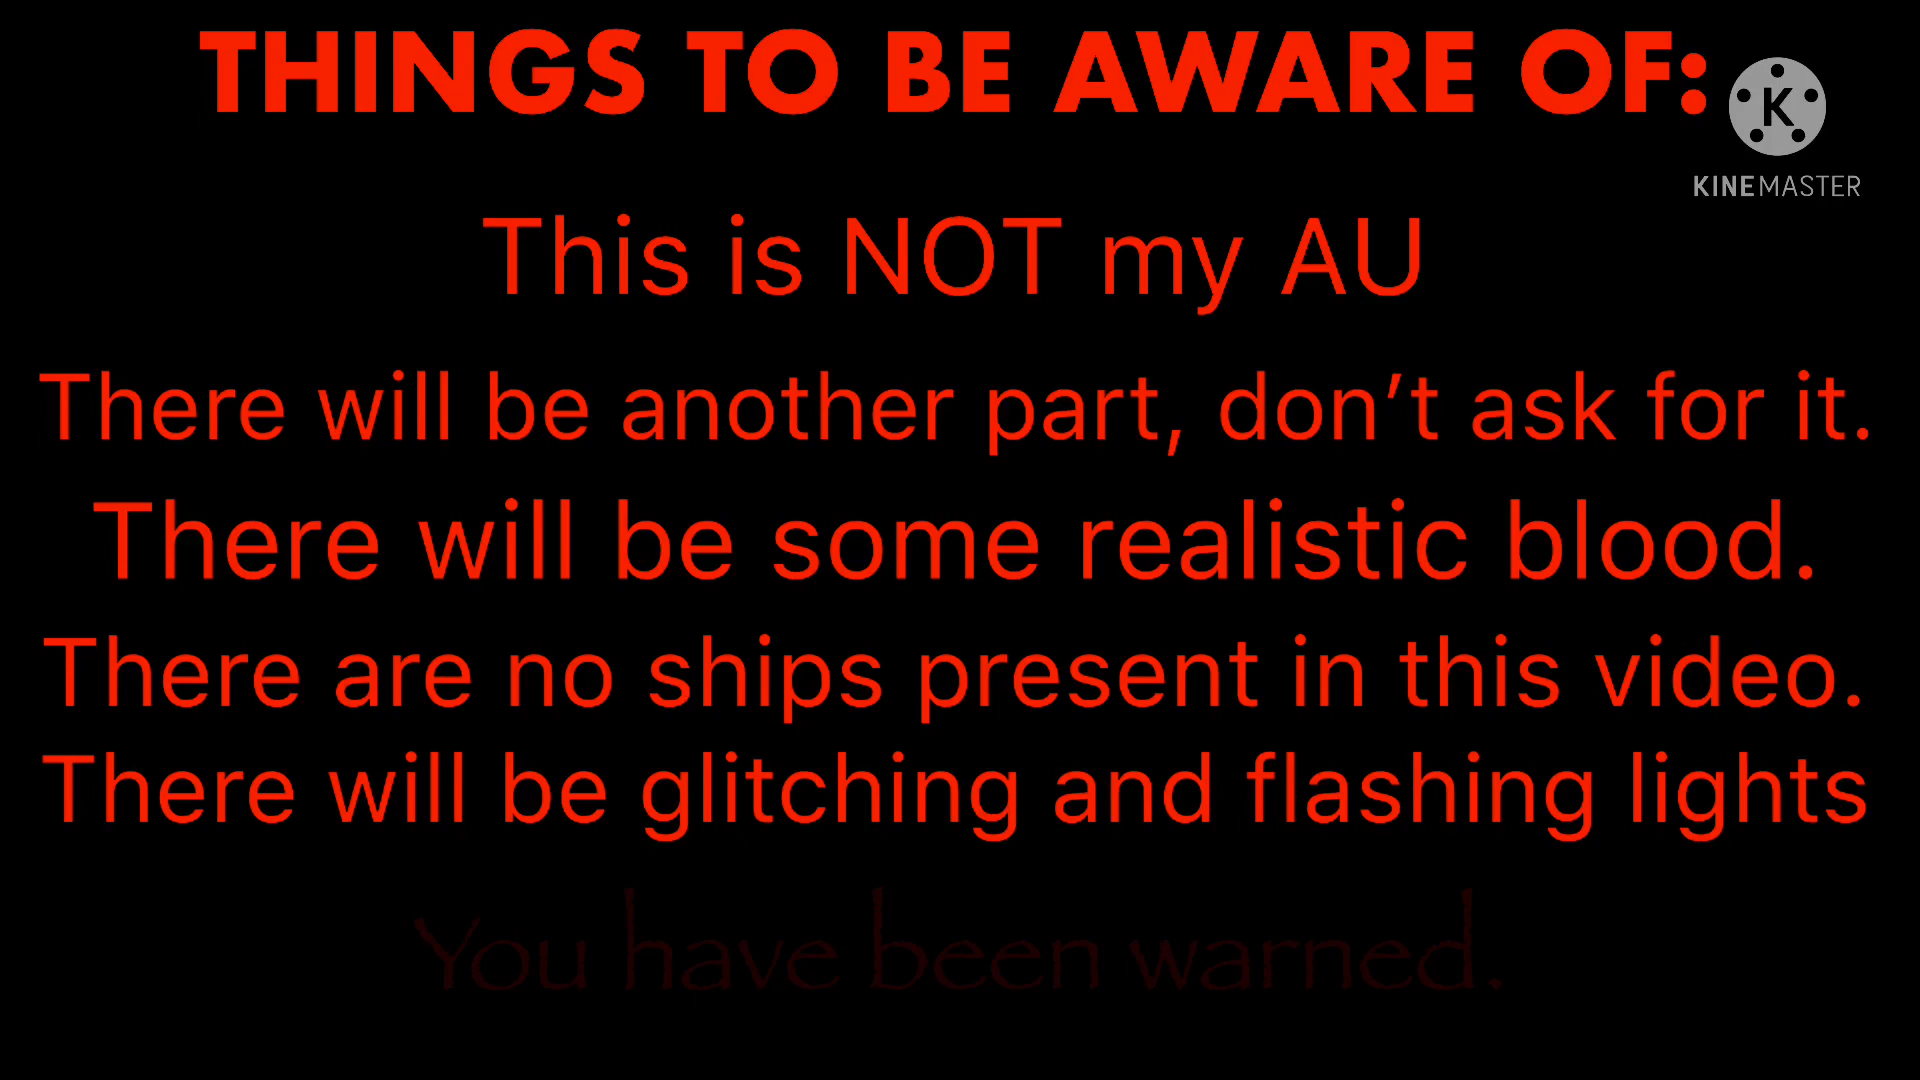 THINGS TO BE AWARE OF:
K
KINEMASTER
This is NOT my AU
There will be another part, don’t ask for it.
There will be some realistic blood.
There are no ships present in this video.
There will be glitching and flashing lights
You have been warned.